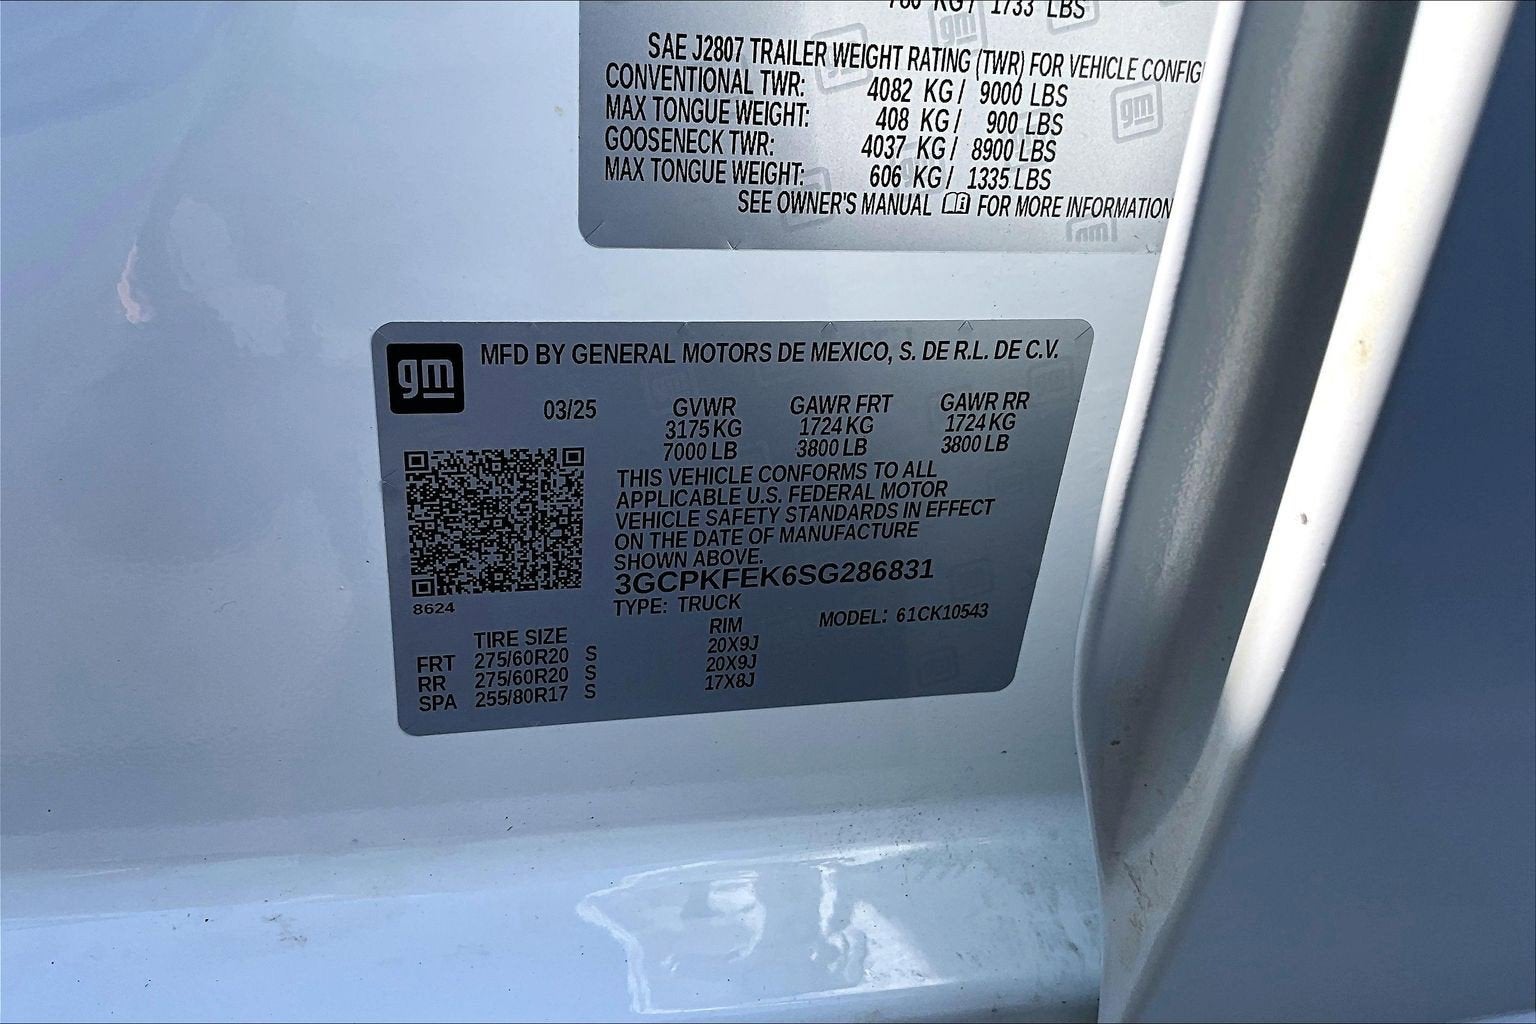 780 KG / 1733 LBS
SAE J2807 TRAILER WEIGHT RATING (TWR) FOR VEHICLE CONFIG
CONVENTIONAL TWR: 4082 KG / 9000 LBS
MAX TONGUE WEIGHT: 408 KG / 900 LBS
GOOSENECK TWR: 4037 KG / 8900 LBS
MAX TONGUE WEIGHT: 606 KG / 1335 LBS
SEE OWNER'S MANUAL FOR MORE INFORMATION
gm
MFD BY GENERAL MOTORS DE MEXICO, S. DE R.L. DE C.V.
03/25 GVWR GAWR FRT GAWR RR
3175 KG 1724 KG 1724 KG
7000 LB 3800 LB 3800 LB
THIS VEHICLE CONFORMS TO ALL
APPLICABLE U.S. FEDERAL MOTOR
VEHICLE SAFETY STANDARDS IN EFFECT
ON THE DATE OF MANUFACTURE
SHOWN ABOVE.
3GCPKFEK6SG286831
8624
TYPE: TRUCK MODEL: 61CK10543
TIRE SIZE RIM
FRT 275/60R20 S 20X9J
RR 275/60R20 S 20X9J
SPA 255/80R17 S 17X8J